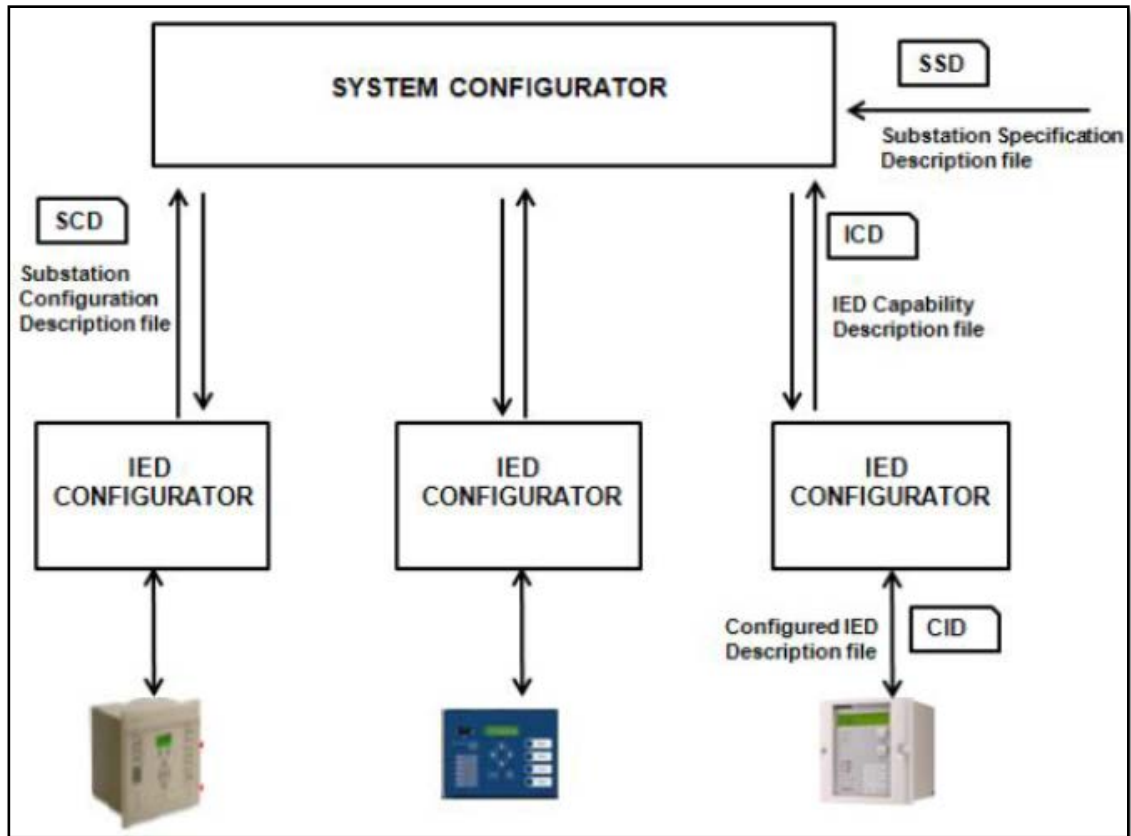 SYSTEM CONFIGURATOR
SSD
Substation Specification
Description file
SCD
Substation
Configuration
Description file
ICD
IED Capability
Description file
IED
CONFIGURATOR
IED
CONFIGURATOR
IED
CONFIGURATOR
Configured IED
Description file
CID